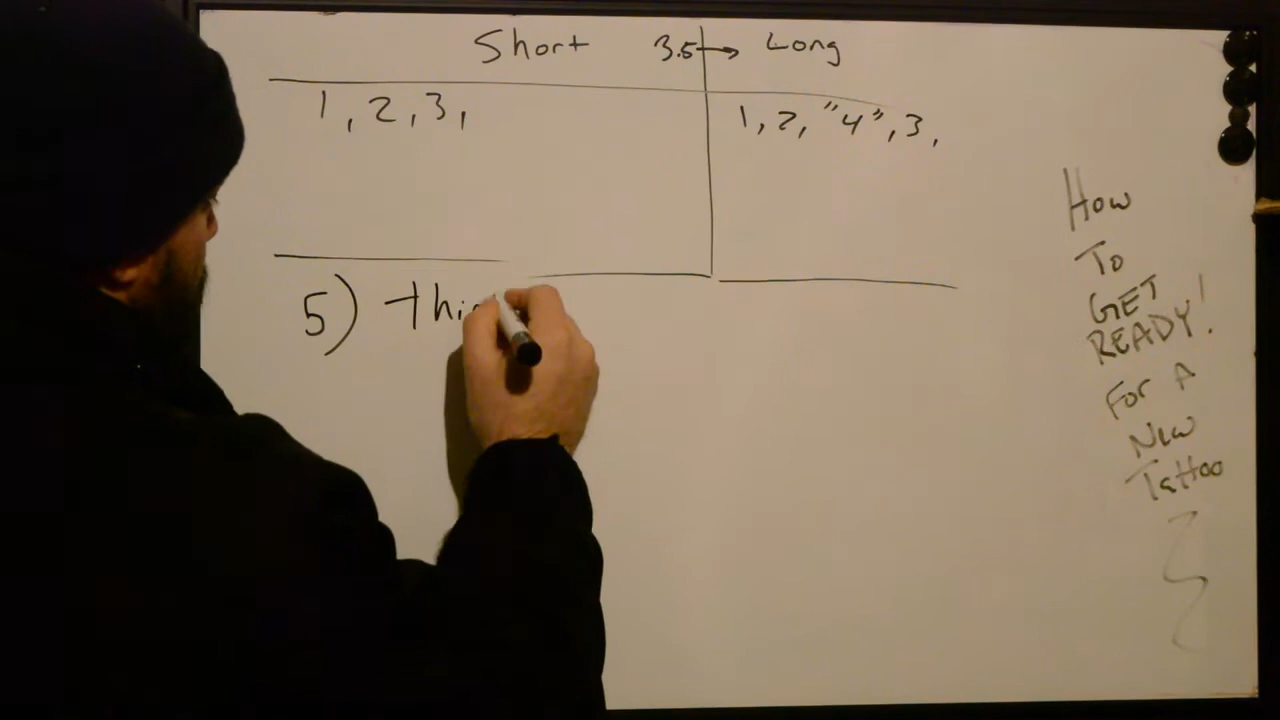 Short 3.5→ Long
1, 2, 3,
1, 2, "4", 3,
5) thi
How
To
GET
READY!
For A
New
Tattoo